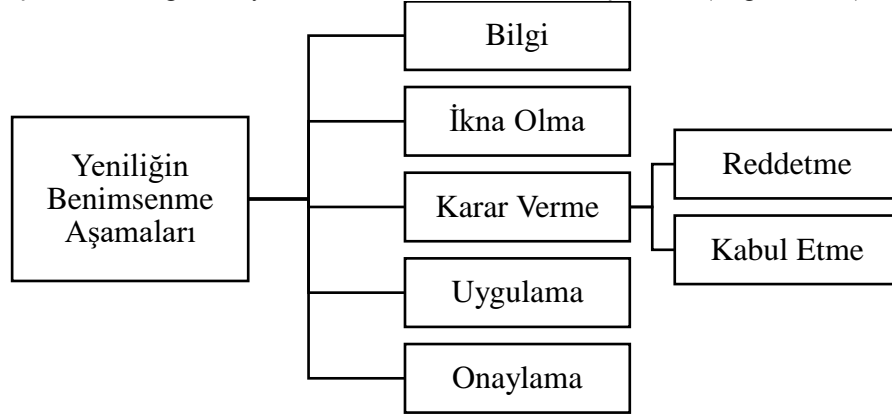 Bilgi
İkna Olma
Yeniliğin
Benimsenme
Aşamaları
Karar Verme
Reddetme
Kabul Etme
Uygulama
Onaylama